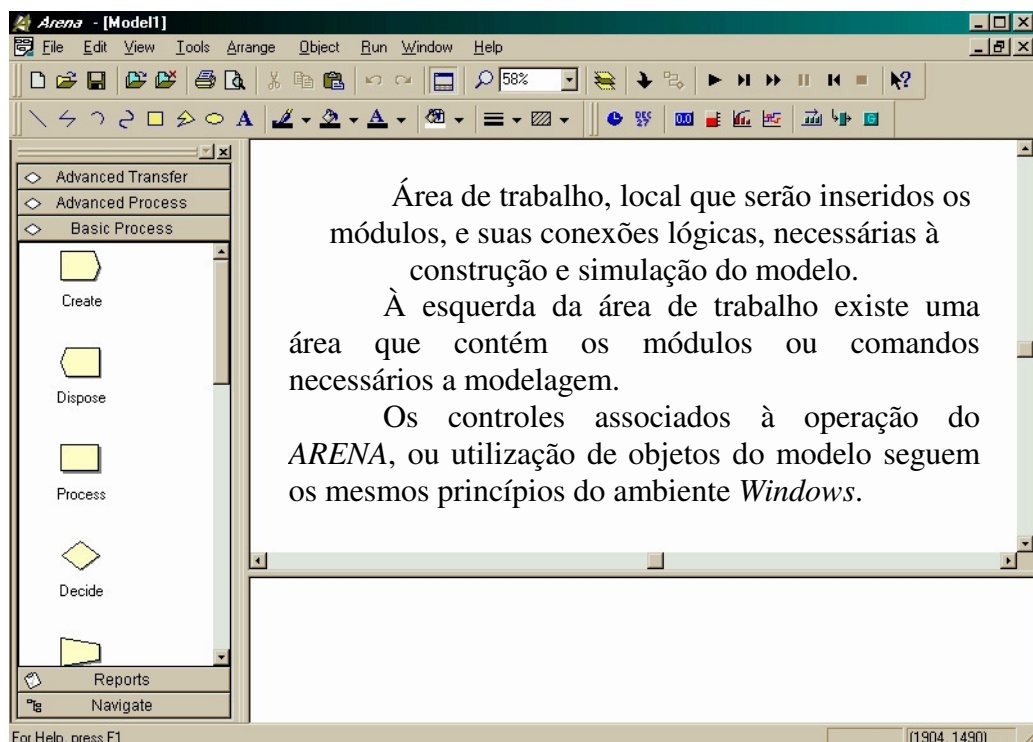 Arena - [Model1]
File Edit View Tools Arrange Object Run Window Help
58%
Advanced Transfer
Advanced Process
Basic Process
Create
Dispose
Process
Decide
Reports
Navigate
Área de trabalho, local que serão inseridos os
módulos, e suas conexões lógicas, necessárias à
construção e simulação do modelo.
À esquerda da área de trabalho existe uma
área que contém os módulos ou comandos
necessários a modelagem.
Os controles associados à operação do
ARENA, ou utilização de objetos do modelo seguem
os mesmos princípios do ambiente Windows.
For Help, press F1
(1904, 1490)